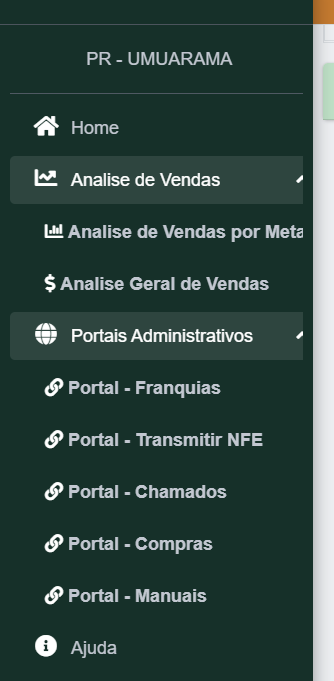 PR - UMUARAMA
Home
Analise de Vendas
Analise de Vendas por Meta
Analise Geral de Vendas
Portais Administrativos
Portal - Franquias
Portal - Transmitir NFE
Portal - Chamados
Portal - Compras
Portal - Manuais
Ajuda